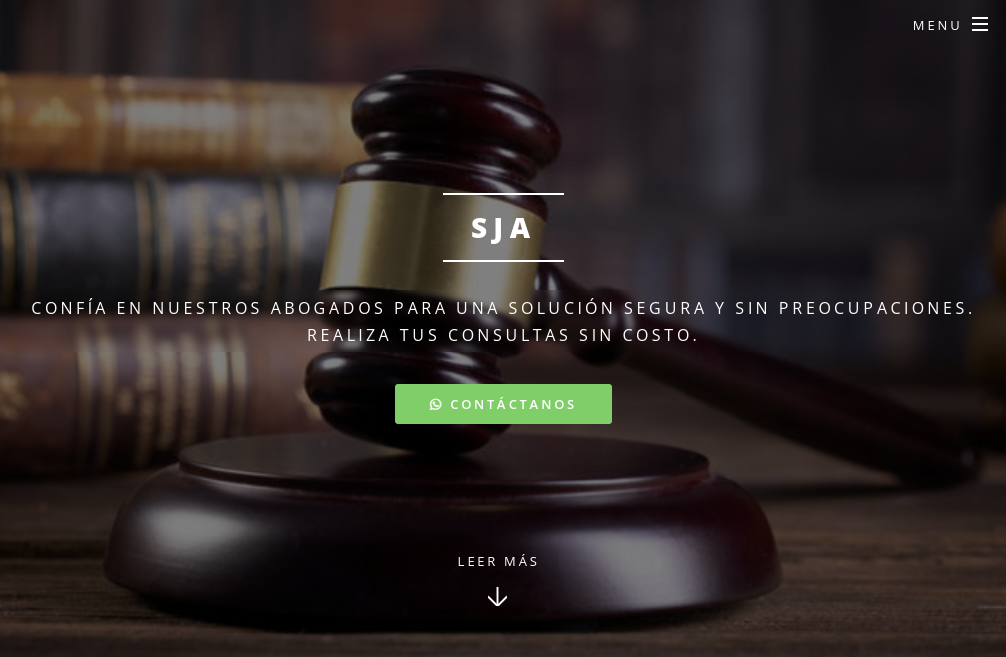 MENU
SJA
CONFÍA EN NUESTROS ABOGADOS PARA UNA SOLUCIÓN SEGURA Y SIN PREOCUPACIONES.
REALIZA TUS CONSULTAS SIN COSTO.
CONTÁCTANOS
LEER MÁS